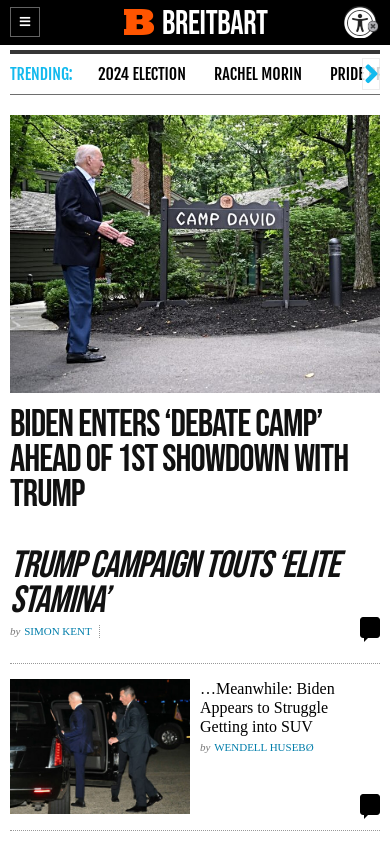 B BREITBART
TRENDING:
2024 ELECTION
RACHEL MORIN
PRIDE
CAMP DAVID
BIDEN ENTERS ‘DEBATE CAMP’
AHEAD OF 1ST SHOWDOWN WITH
TRUMP
TRUMP CAMPAIGN TOUTS ‘ELITE
STAMINA’
by SIMON KENT
…Meanwhile: Biden
Appears to Struggle
Getting into SUV
by WENDELL HUSEBØ